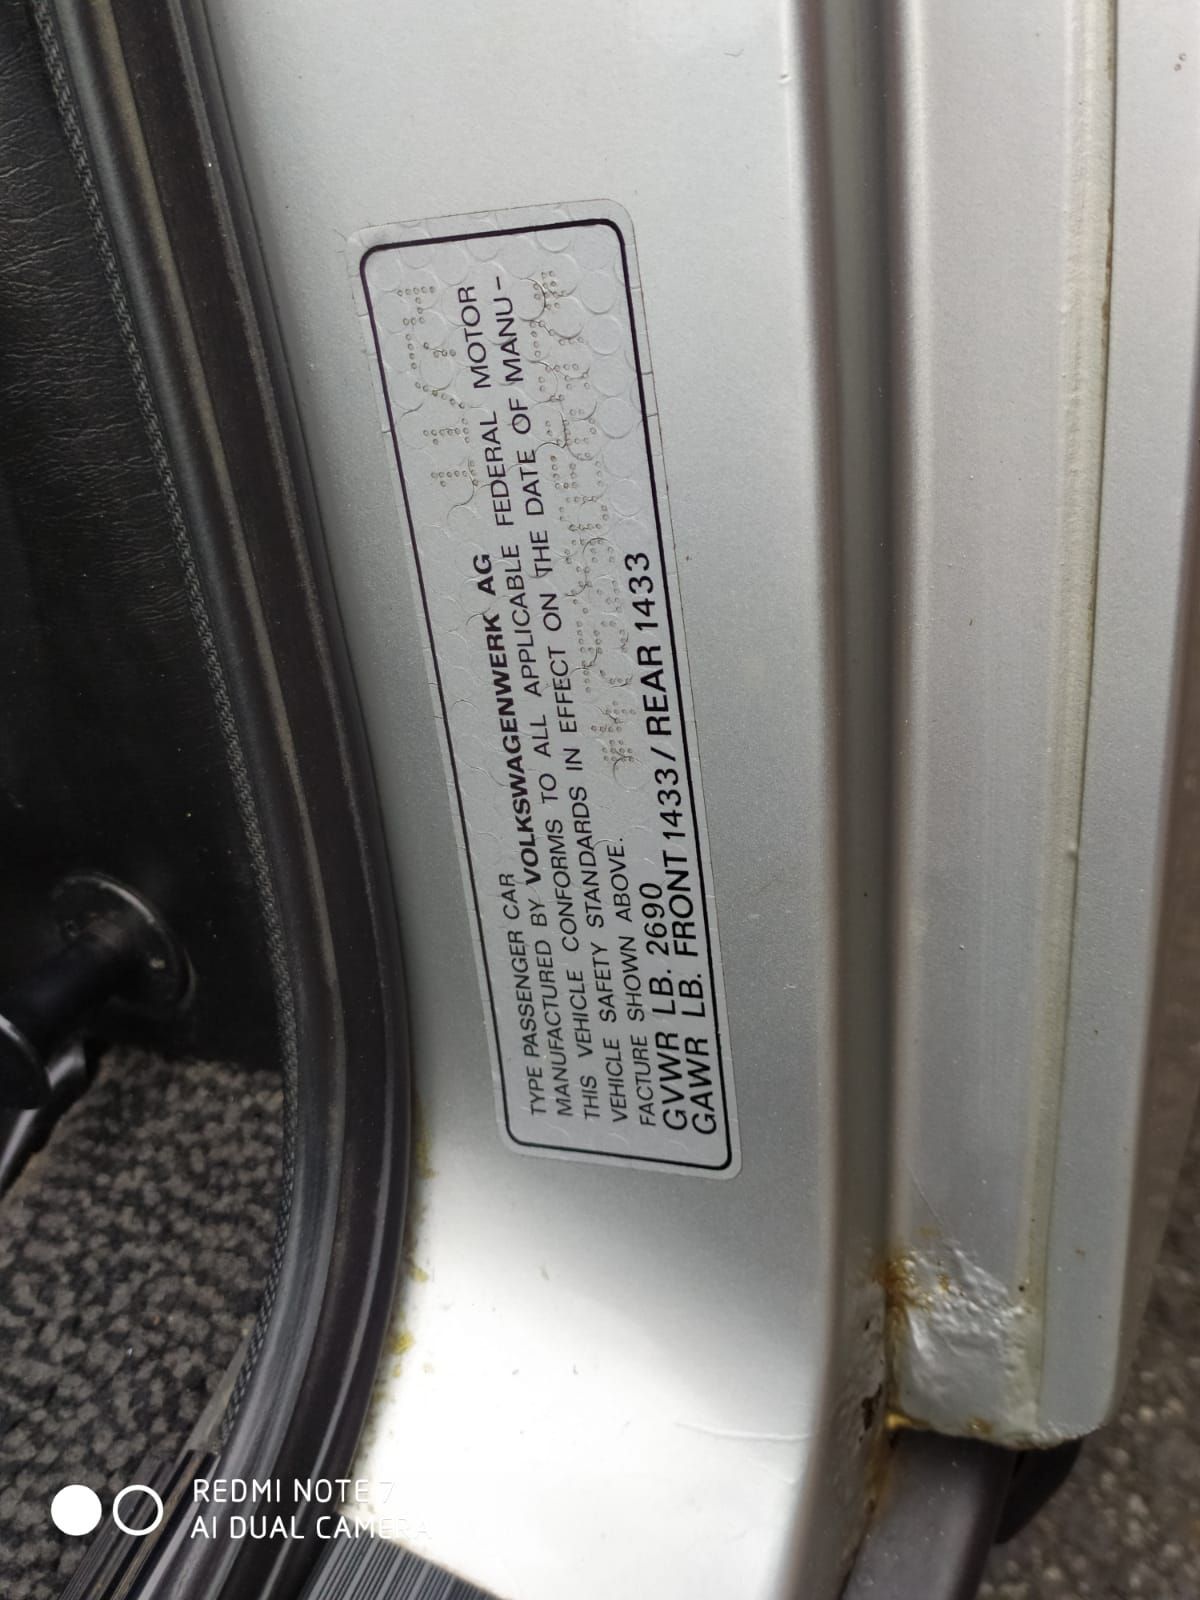 TYPE PASSENGER CAR
MANUFACTURED BY VOLKSWAGENWERK AG
THIS VEHICLE CONFORMS TO ALL APPLICABLE FEDERAL MOTOR
VEHICLE SAFETY STANDARDS IN EFFECT ON THE DATE OF MANU-
FACTURE SHOWN ABOVE.
GVWR LB. 2690
GAWR LB. FRONT 1433 / REAR 1433
REDMI NOTE 7
AI DUAL CAMERA